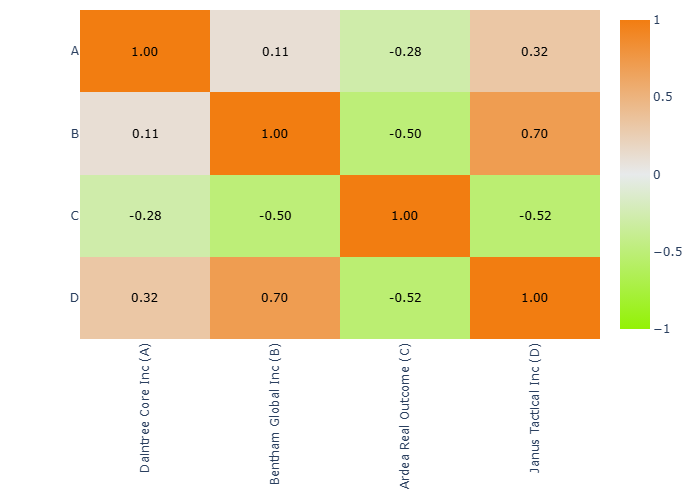 A 1.00 0.11 -0.28 0.32
B 0.11 1.00 -0.50 0.70
C -0.28 -0.50 1.00 -0.52
D 0.32 0.70 -0.52 1.00
Daintree Core Inc (A)
Bentham Global Inc (B)
Ardea Real Outcome (C)
Janus Tactical Inc (D)
1
0.5
0
−0.5
−1